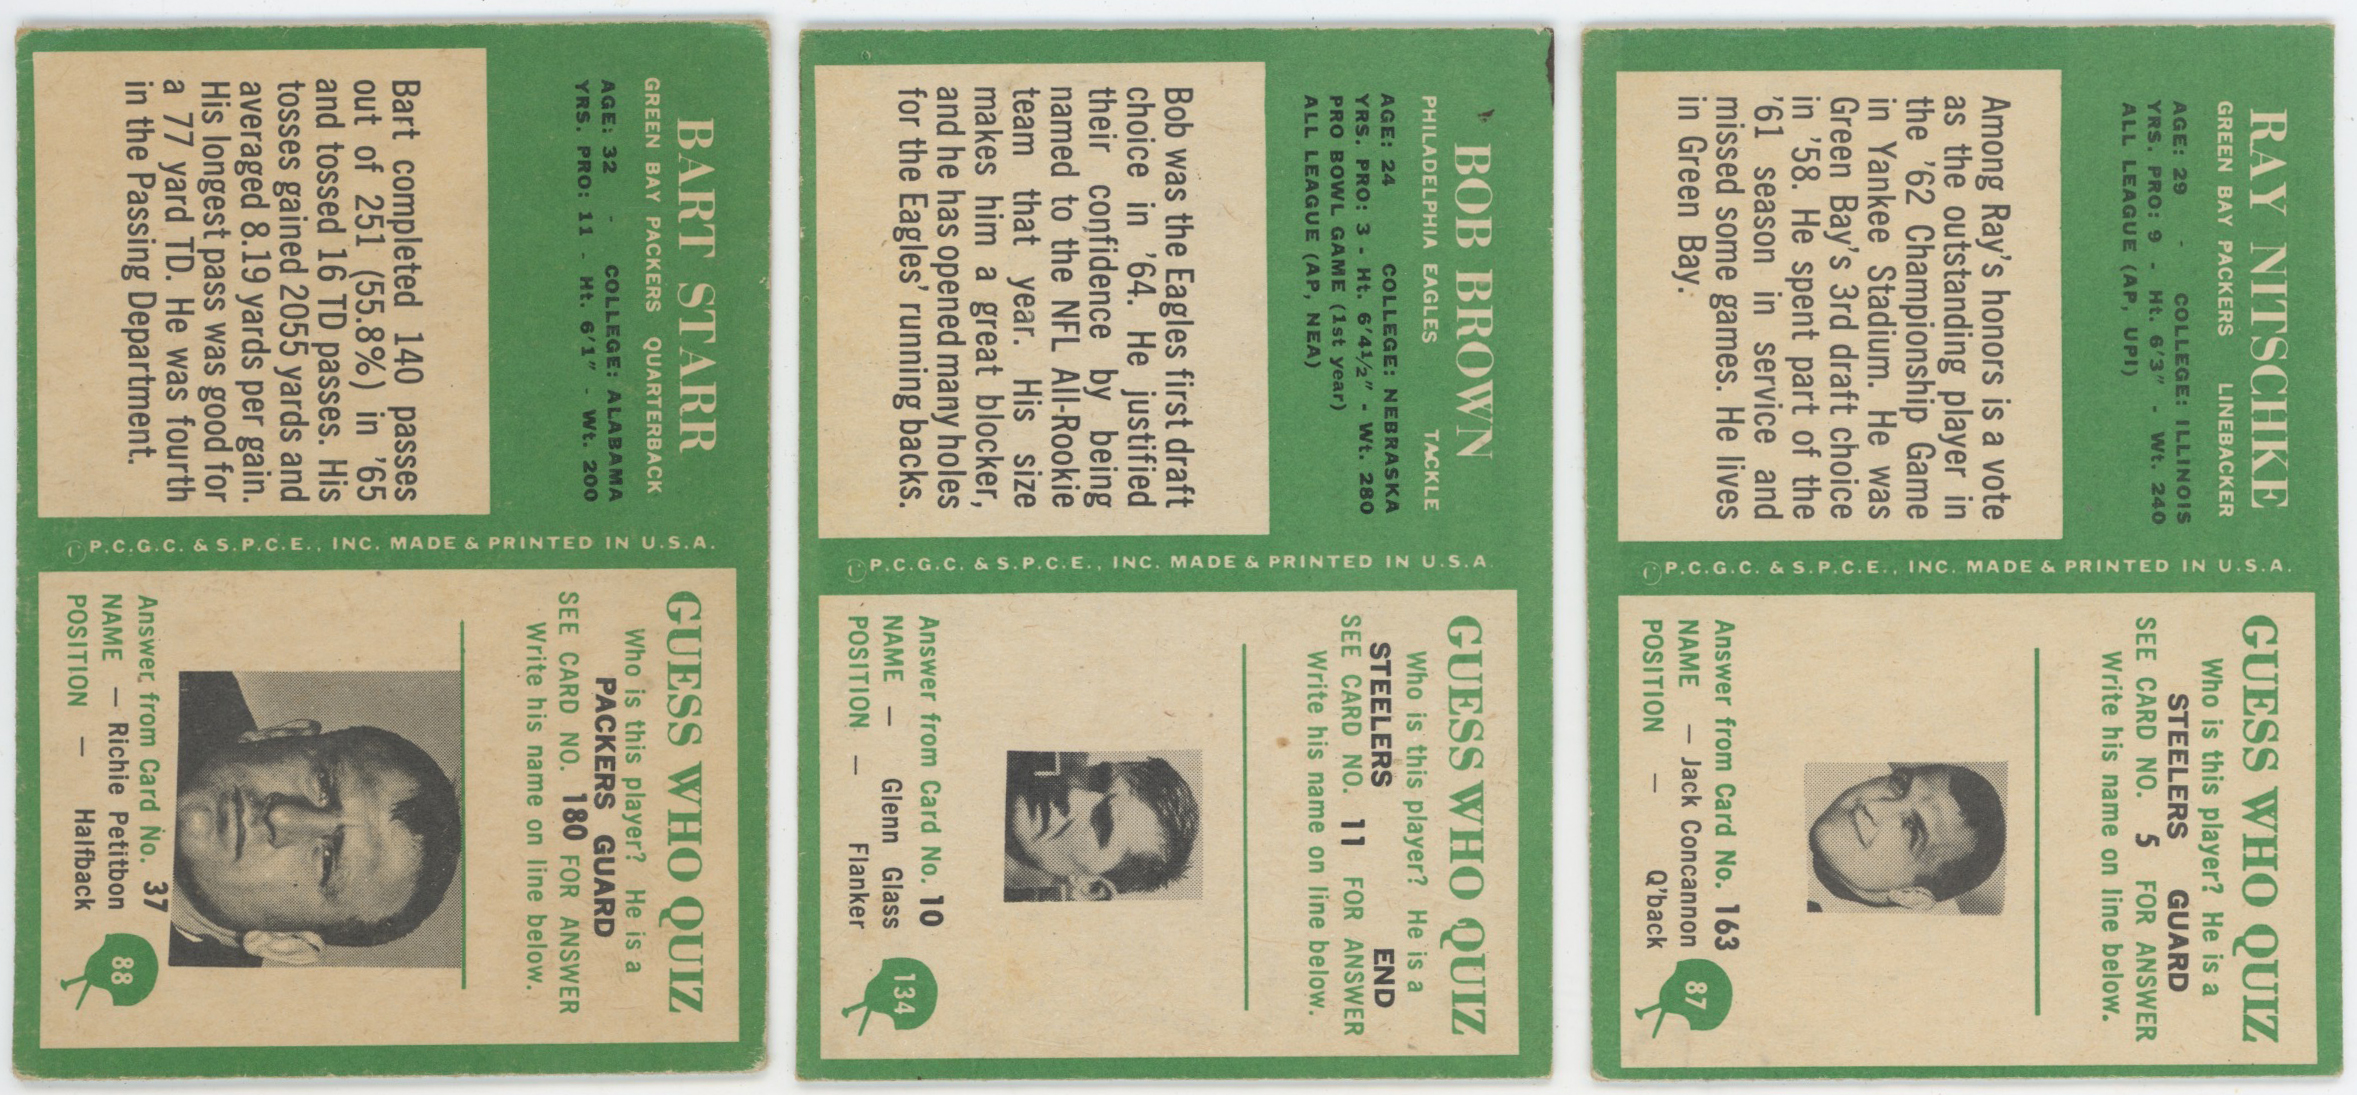 BART STARR
GREEN BAY PACKERS QUARTERBACK
AGE: 32 - COLLEGE: ALABAMA
YRS. PRO: 11 - Ht. 6'1" - Wt. 200
Bart completed 140 passes
out of 251 (55.8%) in '65
and tossed 16 TD passes. His
tosses gained 2055 yards and
averaged 8.19 yards per gain.
His longest pass was good for
a 77 yard TD. He was fourth
in the Passing Department.
© P.C.G.C. & S.P.C.E., INC. MADE & PRINTED IN U.S.A.
GUESS WHO QUIZ
Who is this player? He is a
PACKERS GUARD
SEE CARD NO. 180 FOR ANSWER
Write his name on line below.
Answer from Card No. 37
NAME — Richie Petitbon
POSITION — Halfback
88
BOB BROWN
PHILADELPHIA EAGLES TACKLE
AGE: 24 COLLEGE: NEBRASKA
YRS. PRO: 3 - Ht. 6'4½" - Wt. 280
PRO BOWL GAME (1st year)
ALL LEAGUE (AP, NEA)
Bob was the Eagles first draft
choice in '64. He justified
their confidence by being
named to the NFL All-Rookie
team that year. His size
makes him a great blocker,
and he has opened many holes
for the Eagles' running backs.
© P.C.G.C. & S.P.C.E., INC. MADE & PRINTED IN U.S.A.
GUESS WHO QUIZ
Who is this player? He is a
STEELERS END
SEE CARD NO. 11 FOR ANSWER
Write his name on line below.
Answer from Card No. 10
NAME — Glenn Glass
POSITION — Flanker
134
RAY NITSCHKE
GREEN BAY PACKERS LINEBACKER
AGE: 29 - COLLEGE: ILLINOIS
YRS. PRO: 9 - Ht. 6'3" - Wt. 240
ALL LEAGUE (AP, UPI)
Among Ray's honors is a vote
as the outstanding player in
the '62 Championship Game
in Yankee Stadium. He was
Green Bay's 3rd draft choice
in '58. He spent part of the
'61 season in service and
missed some games. He lives
in Green Bay.
© P.C.G.C. & S.P.C.E., INC. MADE & PRINTED IN U.S.A.
GUESS WHO QUIZ
Who is this player? He is a
STEELERS GUARD
SEE CARD NO. 5 FOR ANSWER
Write his name on line below.
Answer from Card No. 163
NAME — Jack Concannon
POSITION — Q'back
87